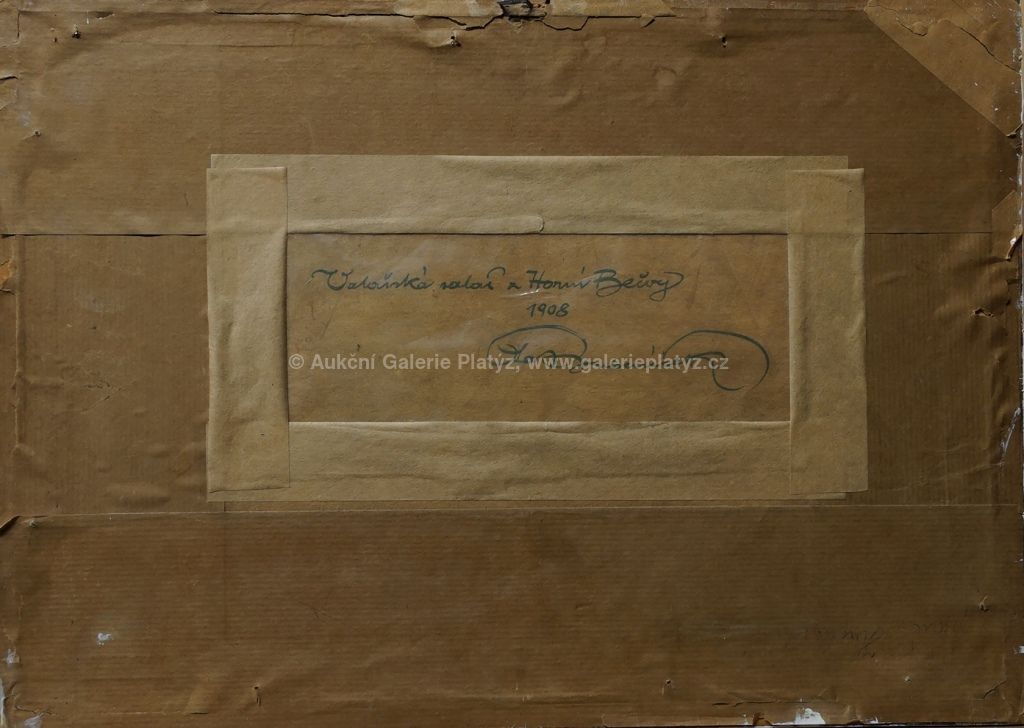 Valašská salaš z Horní Bečvy
1908
© Aukční Galerie Platýz, www.galerieplatyz.cz